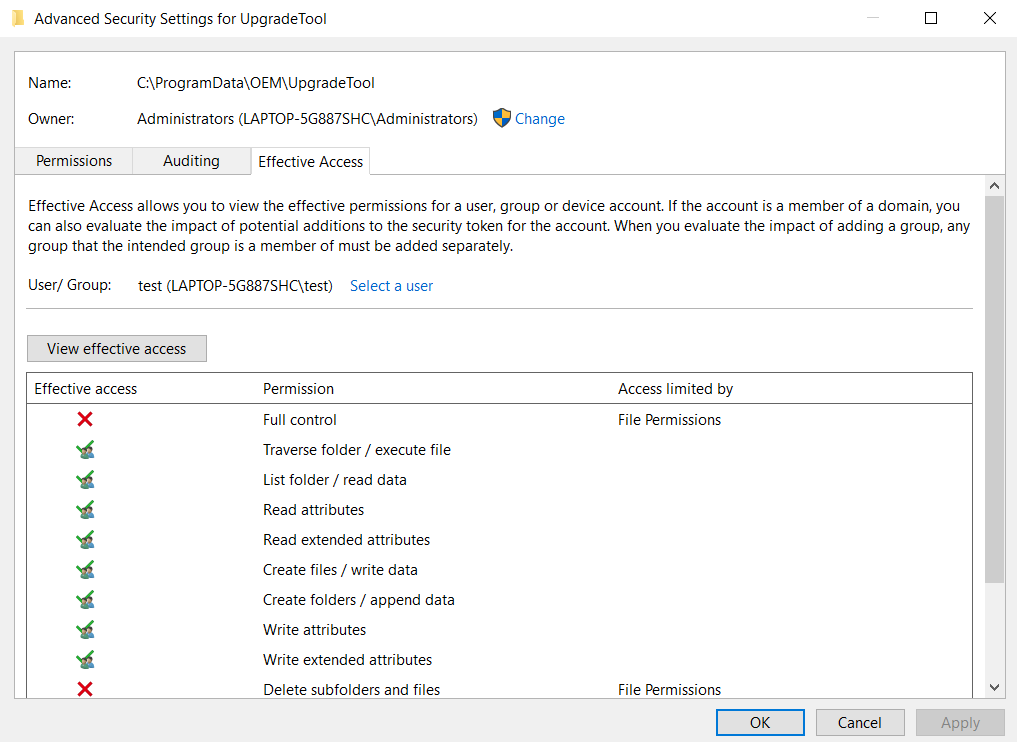 Advanced Security Settings for UpgradeTool
Name: C:\ProgramData\OEM\UpgradeTool
Owner: Administrators (LAPTOP-5G887SHC\Administrators) Change
Permissions Auditing Effective Access
Effective Access allows you to view the effective permissions for a user, group or device account. If the account is a member of a domain, you
can also evaluate the impact of potential additions to the security token for the account. When you evaluate the impact of adding a group, any
group that the intended group is a member of must be added separately.
User/ Group: test (LAPTOP-5G887SHC\test) Select a user
View effective access
Effective access Permission Access limited by
Full control File Permissions
Traverse folder / execute file
List folder / read data
Read attributes
Read extended attributes
Create files / write data
Create folders / append data
Write attributes
Write extended attributes
Delete subfolders and files File Permissions
OK Cancel Apply